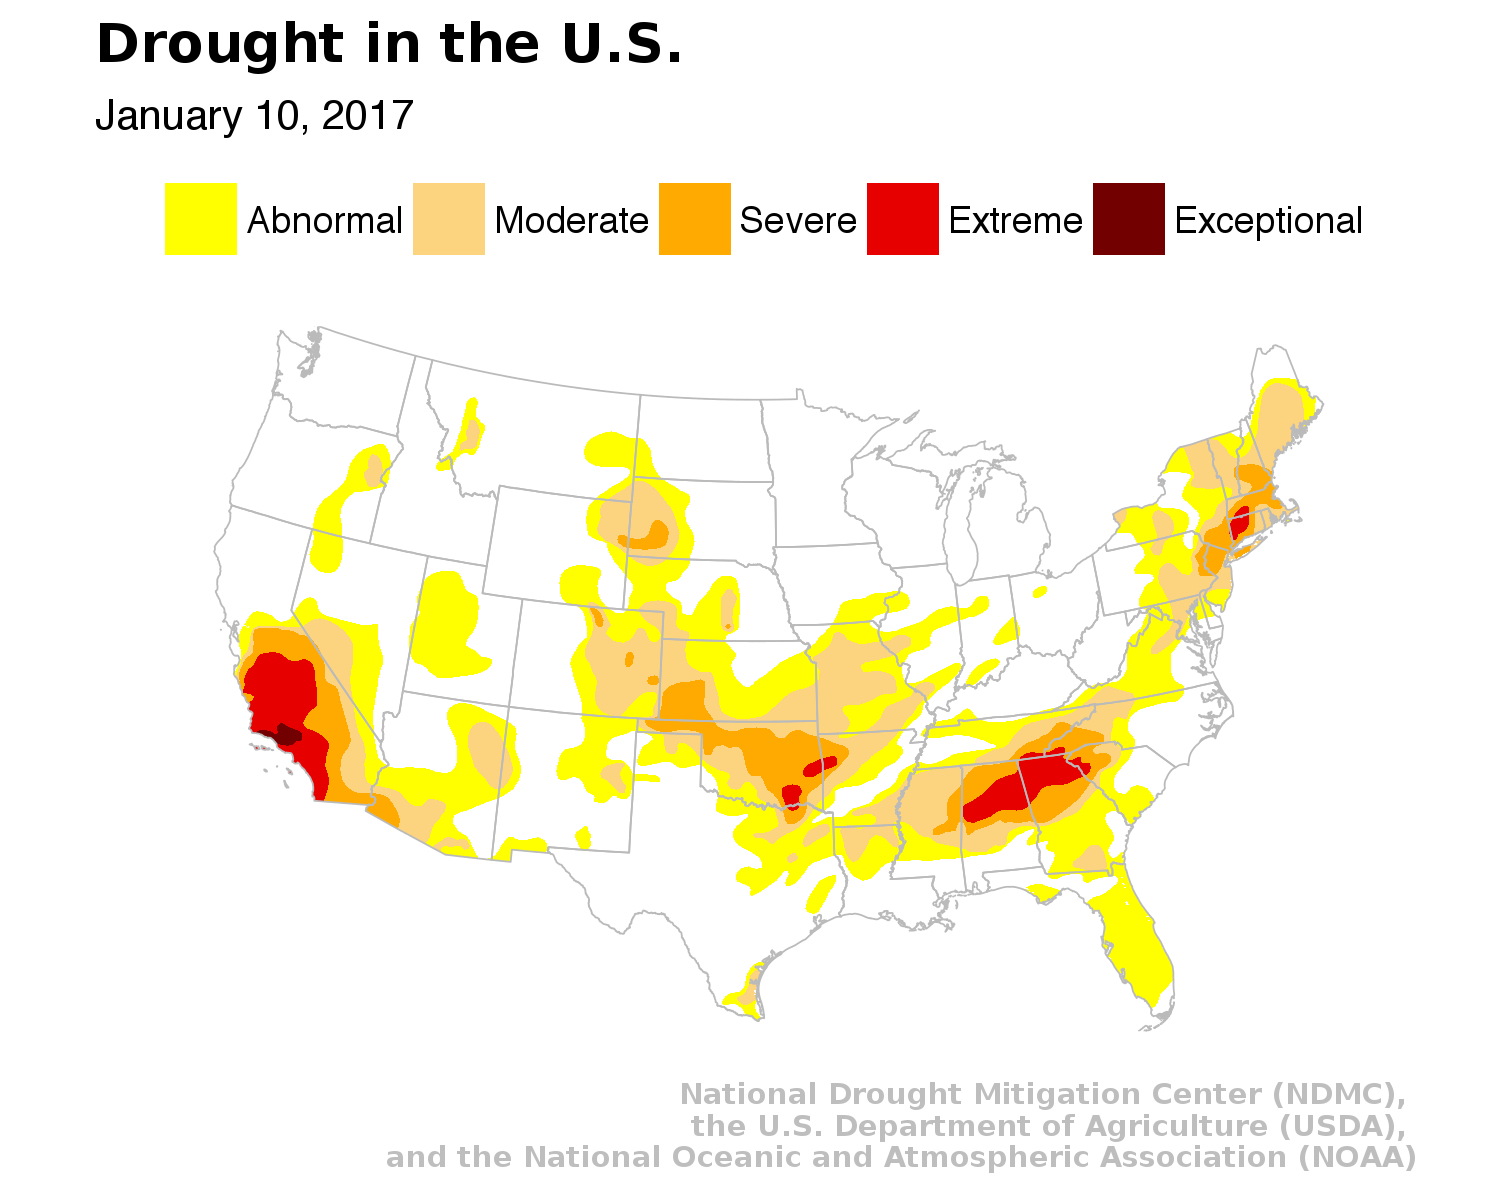 Drought in the U.S.
January 10, 2017
Abnormal Moderate Severe Extreme Exceptional
National Drought Mitigation Center (NDMC),
the U.S. Department of Agriculture (USDA),
and the National Oceanic and Atmospheric Association (NOAA)